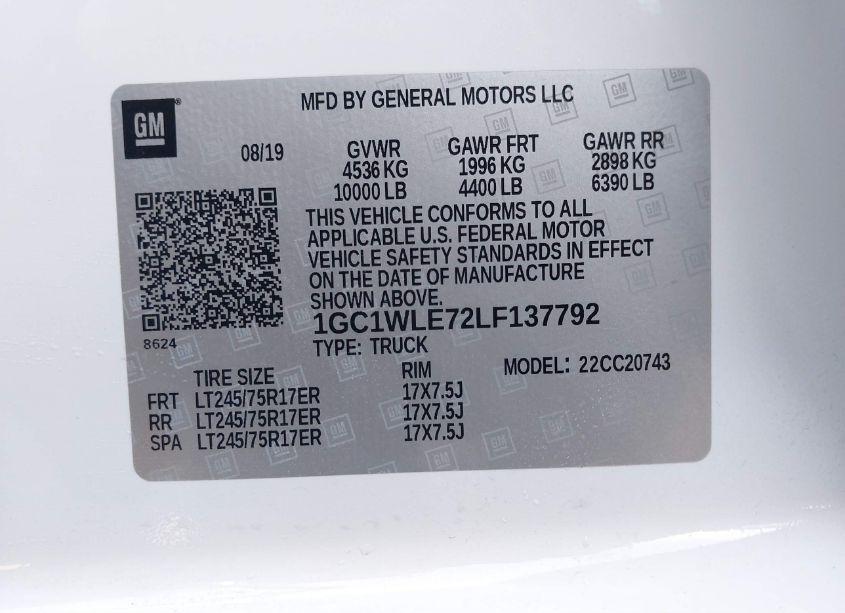 GM®
MFD BY GENERAL MOTORS LLC
08/19
GVWR GAWR FRT GAWR RR
4536 KG 1996 KG 2898 KG
10000 LB 4400 LB 6390 LB
THIS VEHICLE CONFORMS TO ALL
APPLICABLE U.S. FEDERAL MOTOR
VEHICLE SAFETY STANDARDS IN EFFECT
ON THE DATE OF MANUFACTURE
SHOWN ABOVE.
1GC1WLE72LF137792
8624
TYPE: TRUCK
MODEL: 22CC20743
TIRE SIZE RIM
FRT LT245/75R17ER 17X7.5J
RR LT245/75R17ER 17X7.5J
SPA LT245/75R17ER 17X7.5J